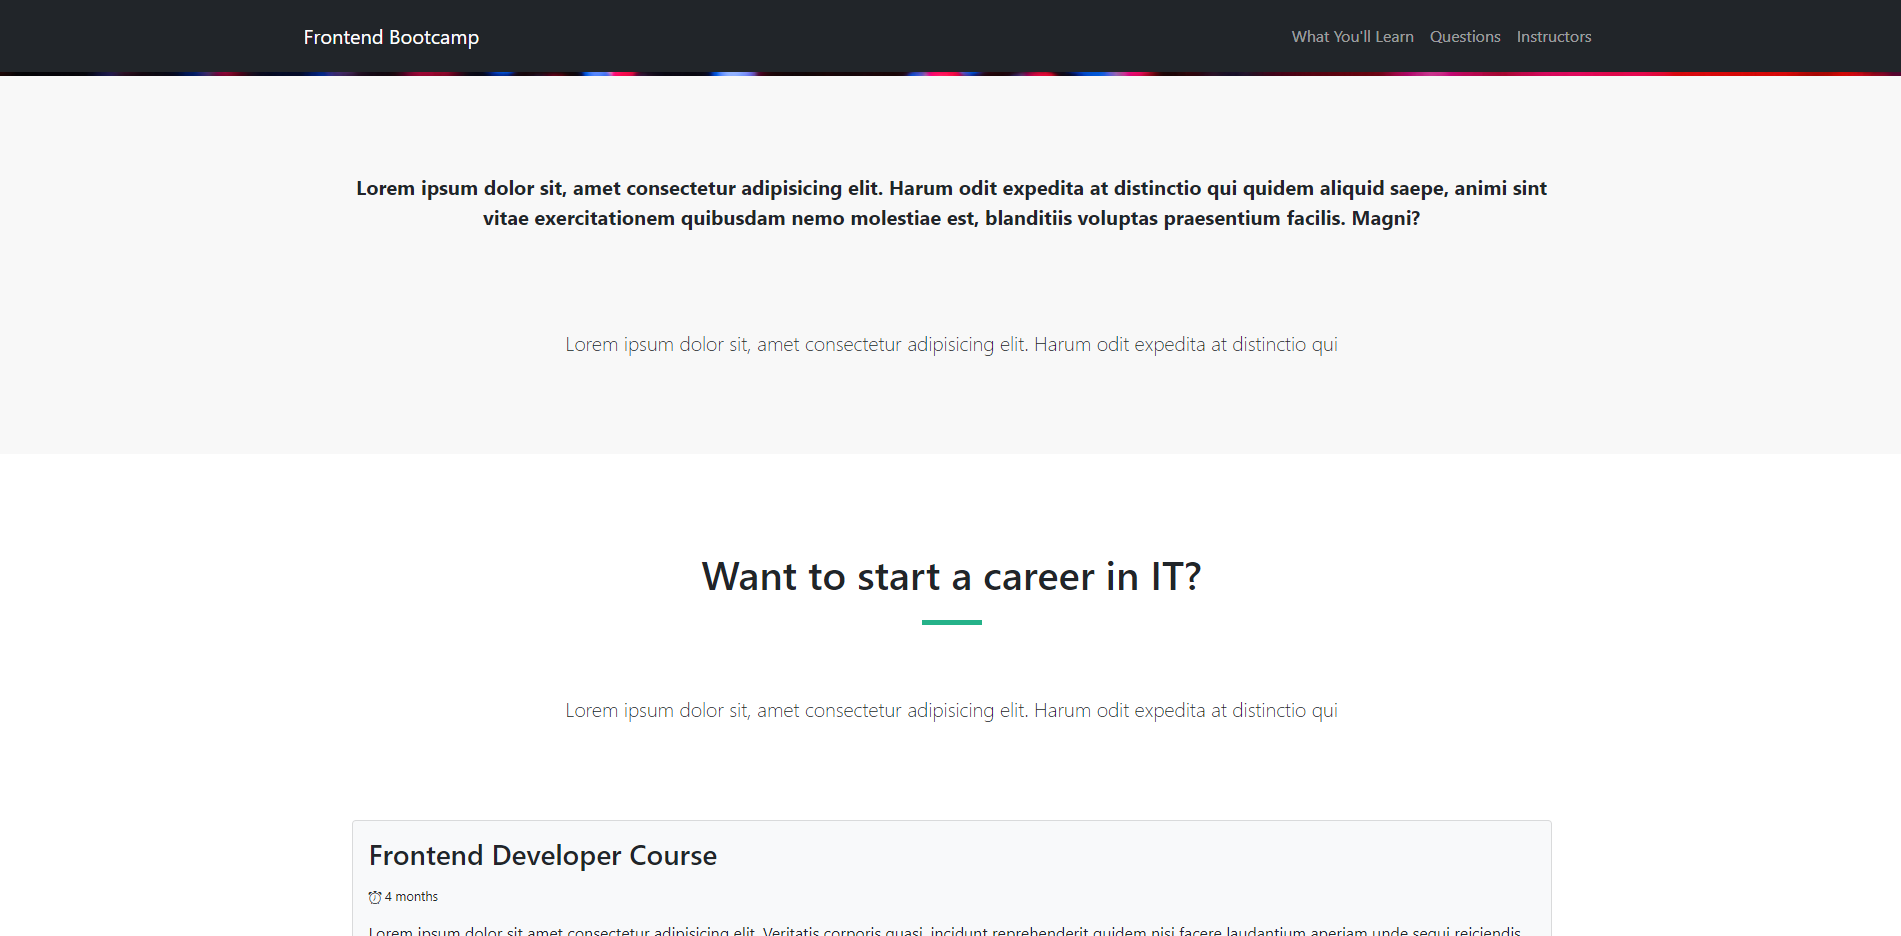 Frontend Bootcamp
What You'll Learn Questions Instructors
Lorem ipsum dolor sit, amet consectetur adipisicing elit. Harum odit expedita at distinctio qui quidem aliquid saepe, animi sint
vitae exercitationem quibusdam nemo molestiae est, blanditiis voluptas praesentium facilis. Magni?
Lorem ipsum dolor sit, amet consectetur adipisicing elit. Harum odit expedita at distinctio qui
Want to start a career in IT?
Lorem ipsum dolor sit, amet consectetur adipisicing elit. Harum odit expedita at distinctio qui
Frontend Developer Course
4 months
Lorem ipsum dolor sit amet consectetur adipisicing elit. Veritatis corporis quasi, incidunt reprehenderit quidem nisi facere laudantium aperiam unde sequi reiciendis